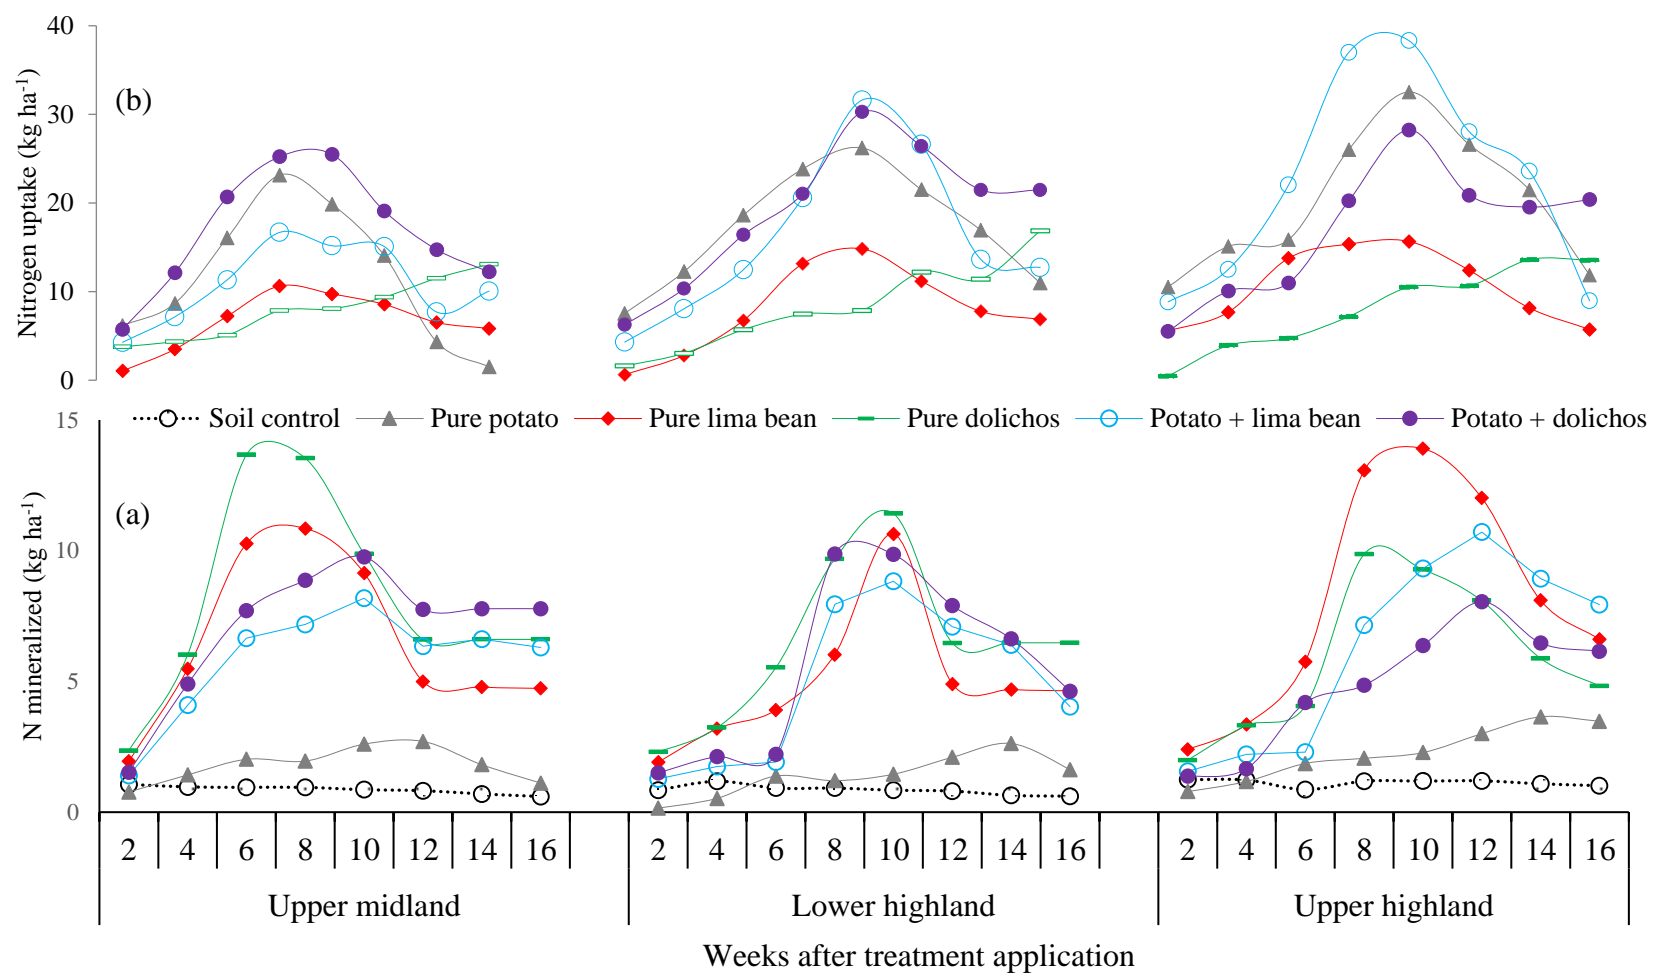 40
30
20
10
0
Nitrogen uptake (kg ha-1)
(b)
Soil control Pure potato Pure lima bean Pure dolichos Potato + lima bean Potato + dolichos
15
10
5
0
N mineralized (kg ha-1)
(a)
2 4 6 8 10 12 14 16 2 4 6 8 10 12 14 16 2 4 6 8 10 12 14 16
Upper midland Lower highland Upper highland
Weeks after treatment application